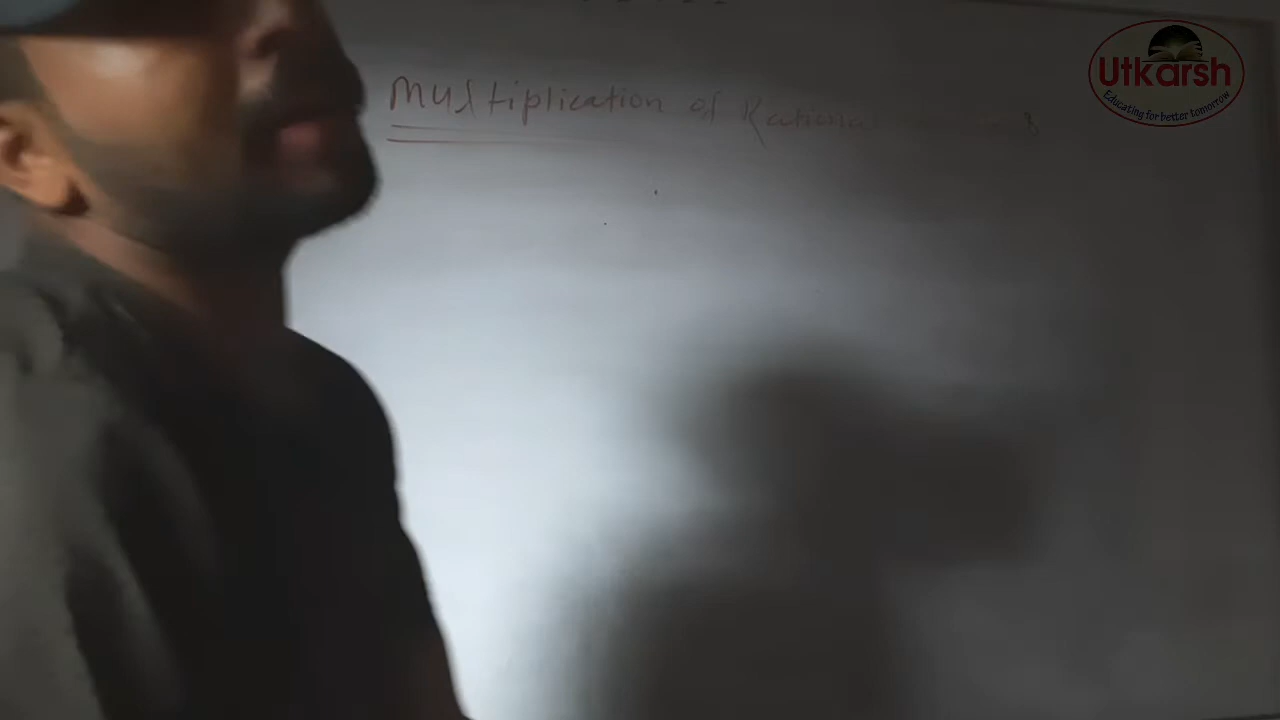 Multiplication of Rational
Utkarsh
Educating for better tomorrow